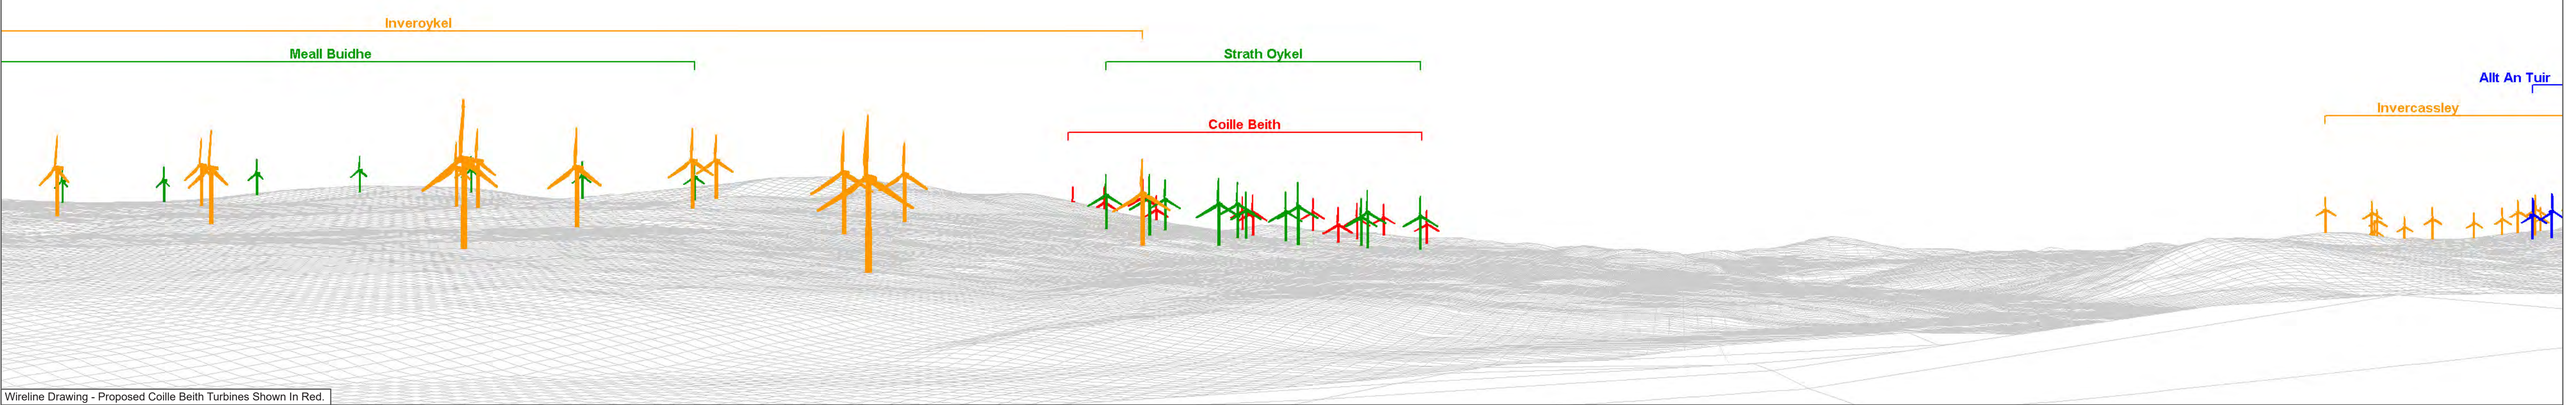 Inveroykel
Meall Buidhe
Strath Oykel
Allt An Tuir
Invercassley
Coille Beith
Wireline Drawing - Proposed Coille Beith Turbines Shown In Red.